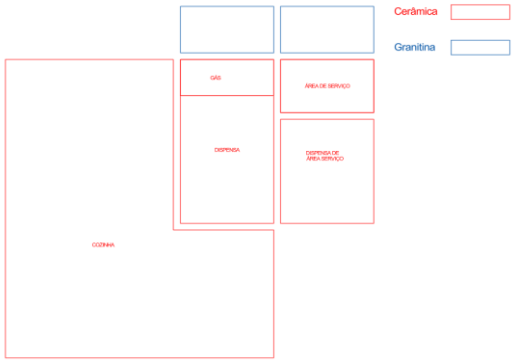 Cerâmica
Granitina
GÁS
ÁREA DE SERVIÇO
DISPENSA
DISPENSA DE
ÁREA SERVIÇO
COZINHA